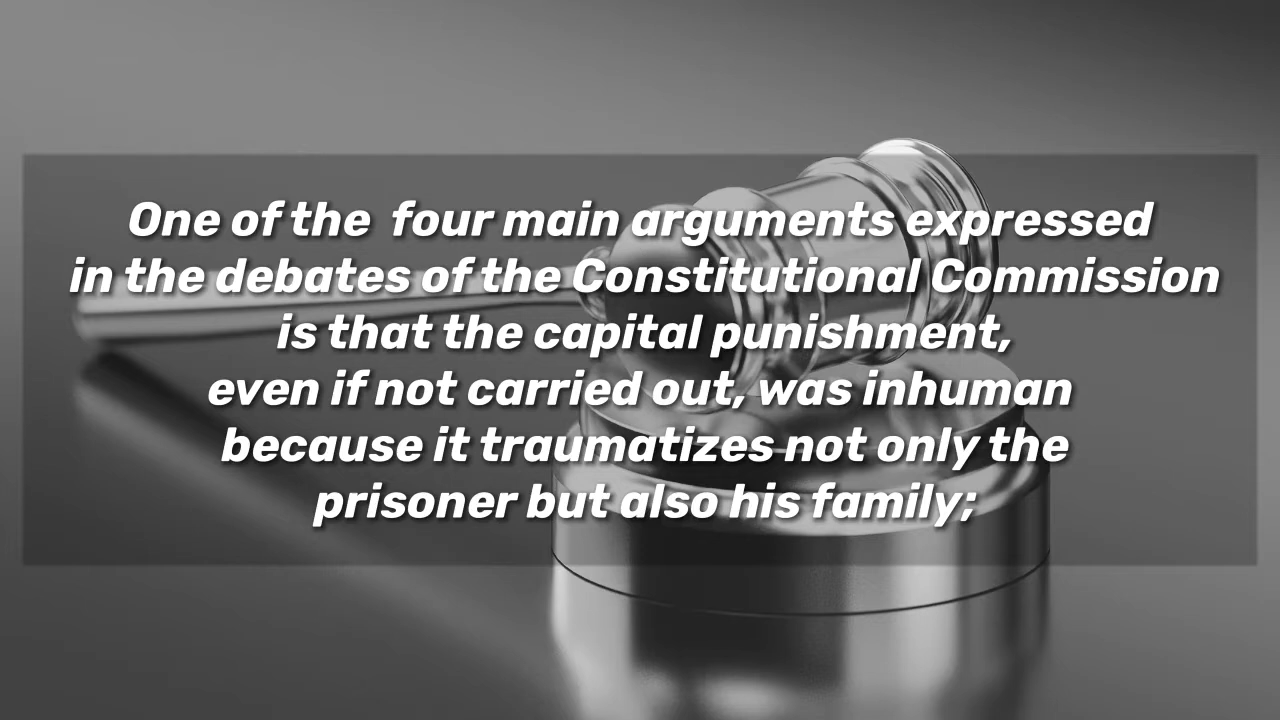 One of the  four main arguments expressed
in the debates of the Constitutional Commission
is that the capital punishment,
even if not carried out, was inhuman
because it traumatizes not only the
prisoner but also his family;